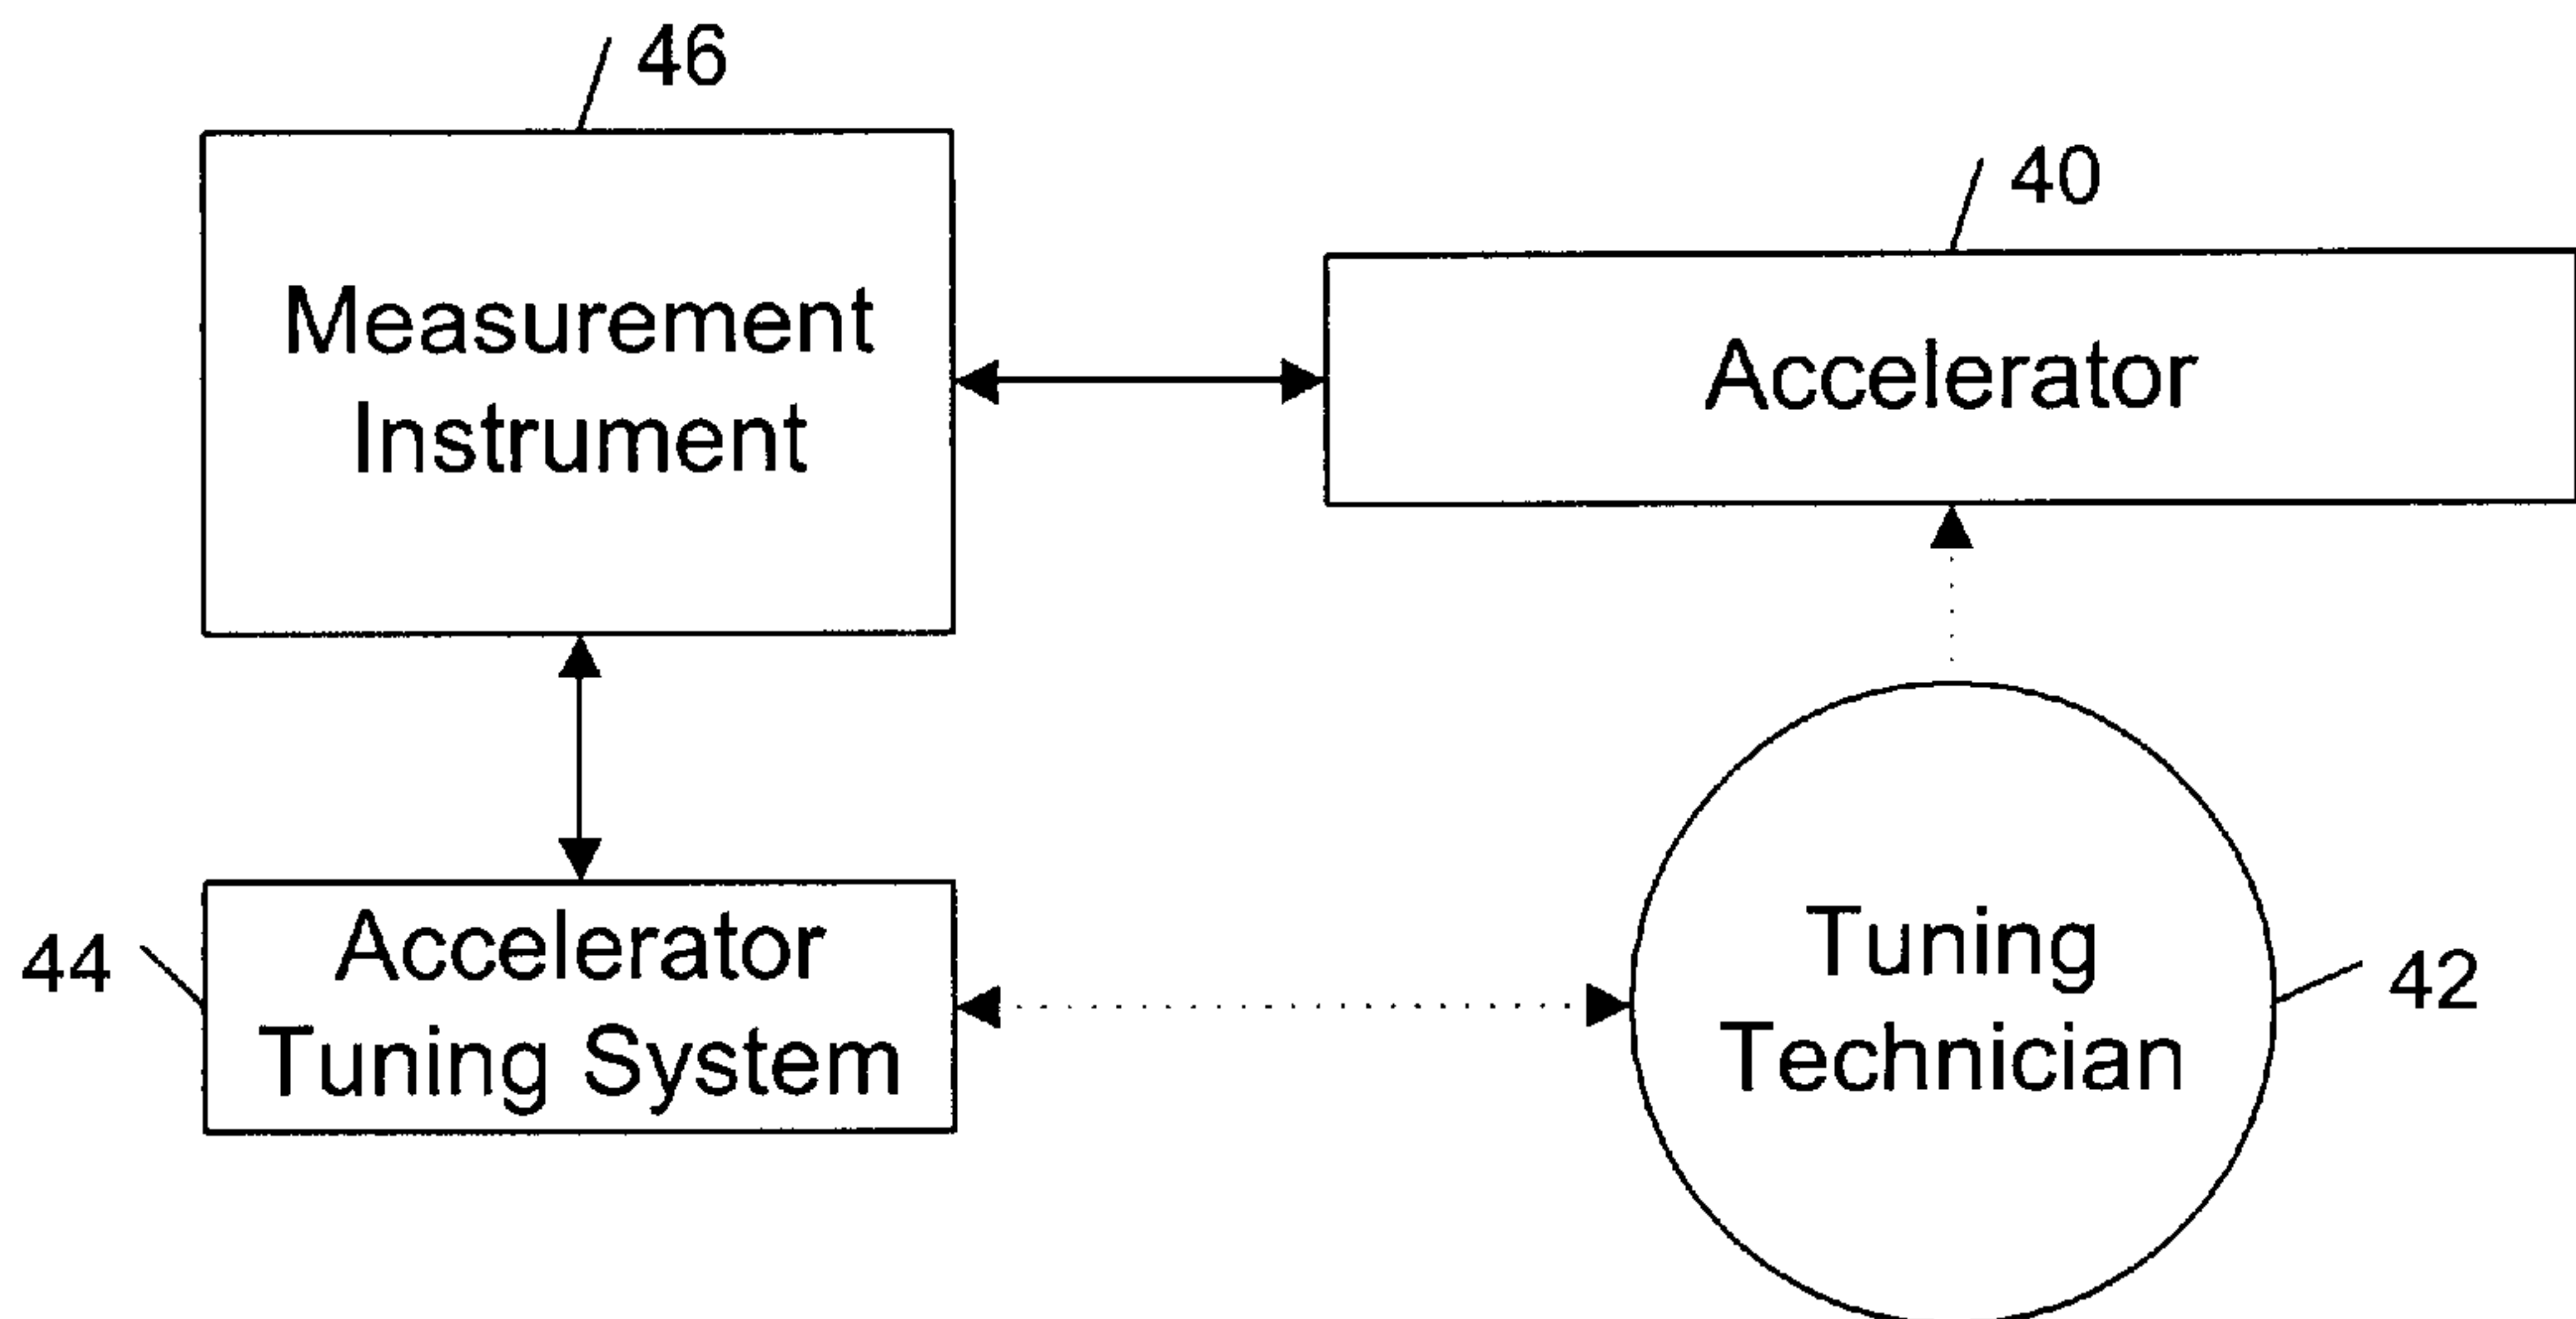 46
40
Measurement
Instrument
Accelerator
44
Accelerator
Tuning System
Tuning
Technician
42